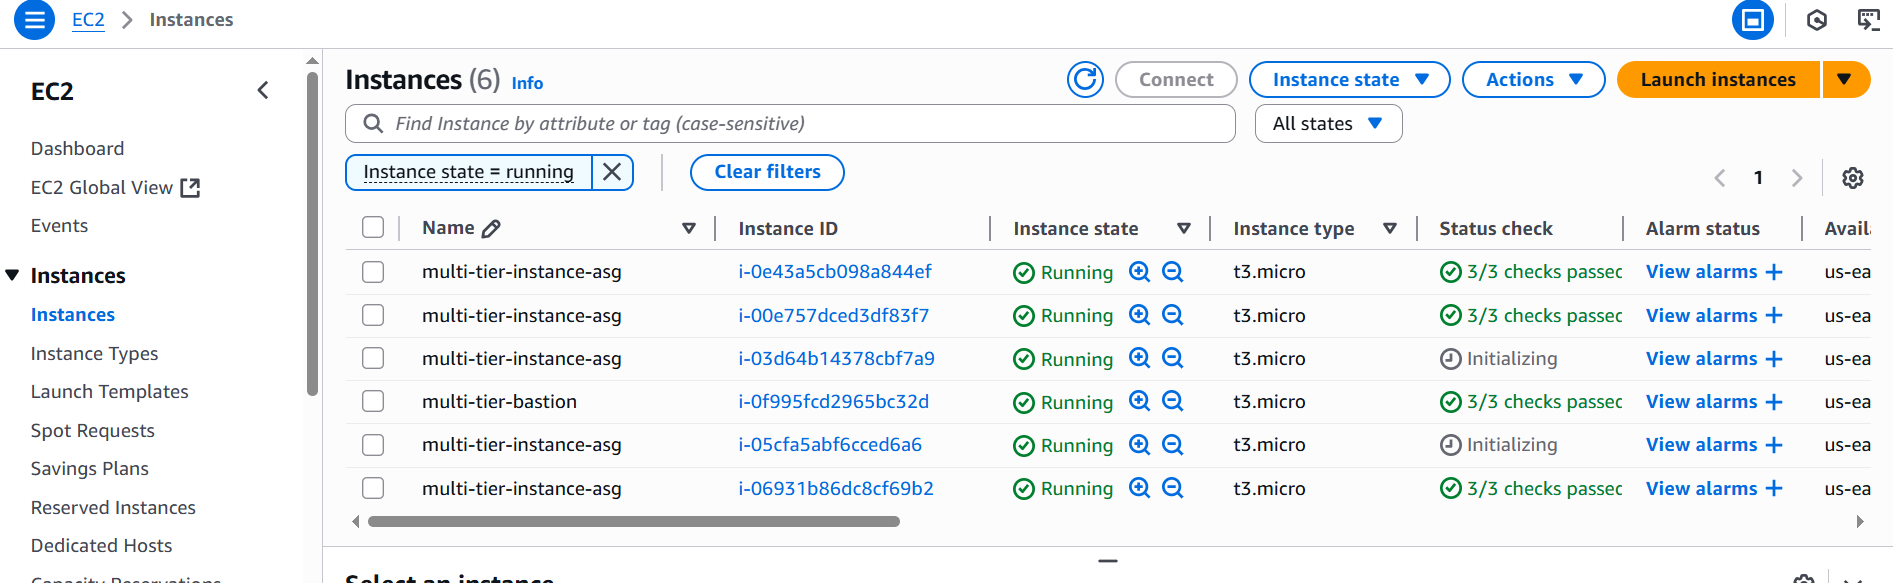 EC2 > Instances
EC2
Dashboard
EC2 Global View
Events
Instances
Instances
Instance Types
Launch Templates
Spot Requests
Savings Plans
Reserved Instances
Dedicated Hosts
Capacity Reservations
Instances (6) Info
Connect
Instance state
Actions
Launch instances
Find Instance by attribute or tag (case-sensitive)
All states
Instance state = running
Clear filters
1
Name Instance ID Instance state Instance type Status check Alarm status Avail
multi-tier-instance-asg i-0e43a5cb098a844ef Running t3.micro 3/3 checks passed View alarms + us-ea
multi-tier-instance-asg i-00e757dced3df83f7 Running t3.micro 3/3 checks passed View alarms + us-ea
multi-tier-instance-asg i-03d64b14378cbf7a9 Running t3.micro Initializing View alarms + us-ea
multi-tier-bastion i-0f995fcd2965bc32d Running t3.micro 3/3 checks passed View alarms + us-ea
multi-tier-instance-asg i-05cfa5abf6cced6a6 Running t3.micro Initializing View alarms + us-ea
multi-tier-instance-asg i-06931b86dc8cf69b2 Running t3.micro 3/3 checks passed View alarms + us-ea
Select an instance